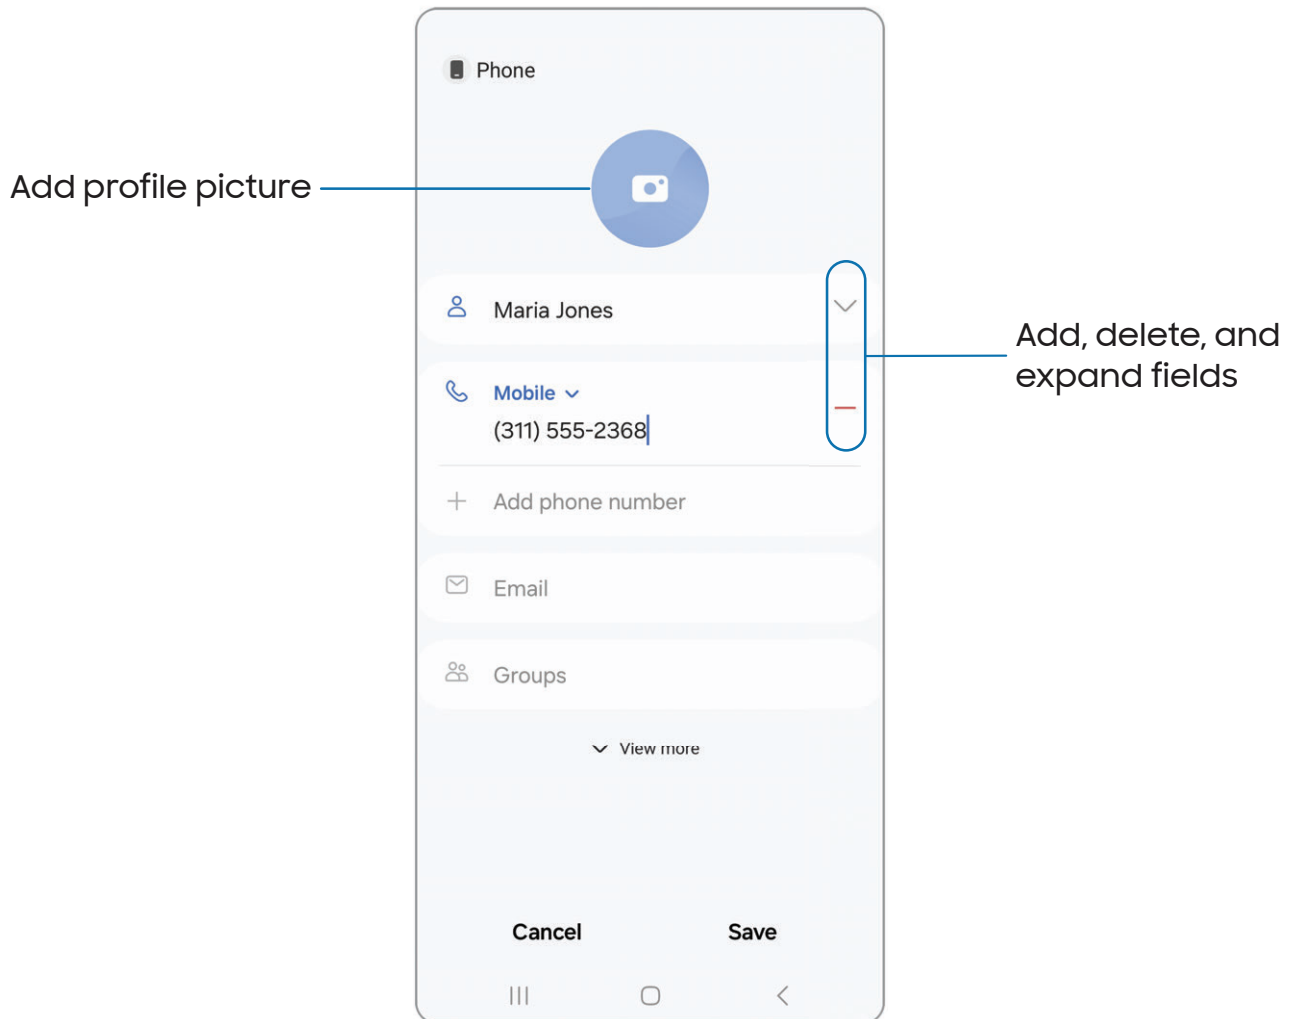 Phone
Add profile picture
Maria Jones
Add, delete, and
expand fields
Mobile
(311) 555-2368
Add phone number
Email
Groups
View more
Cancel
Save